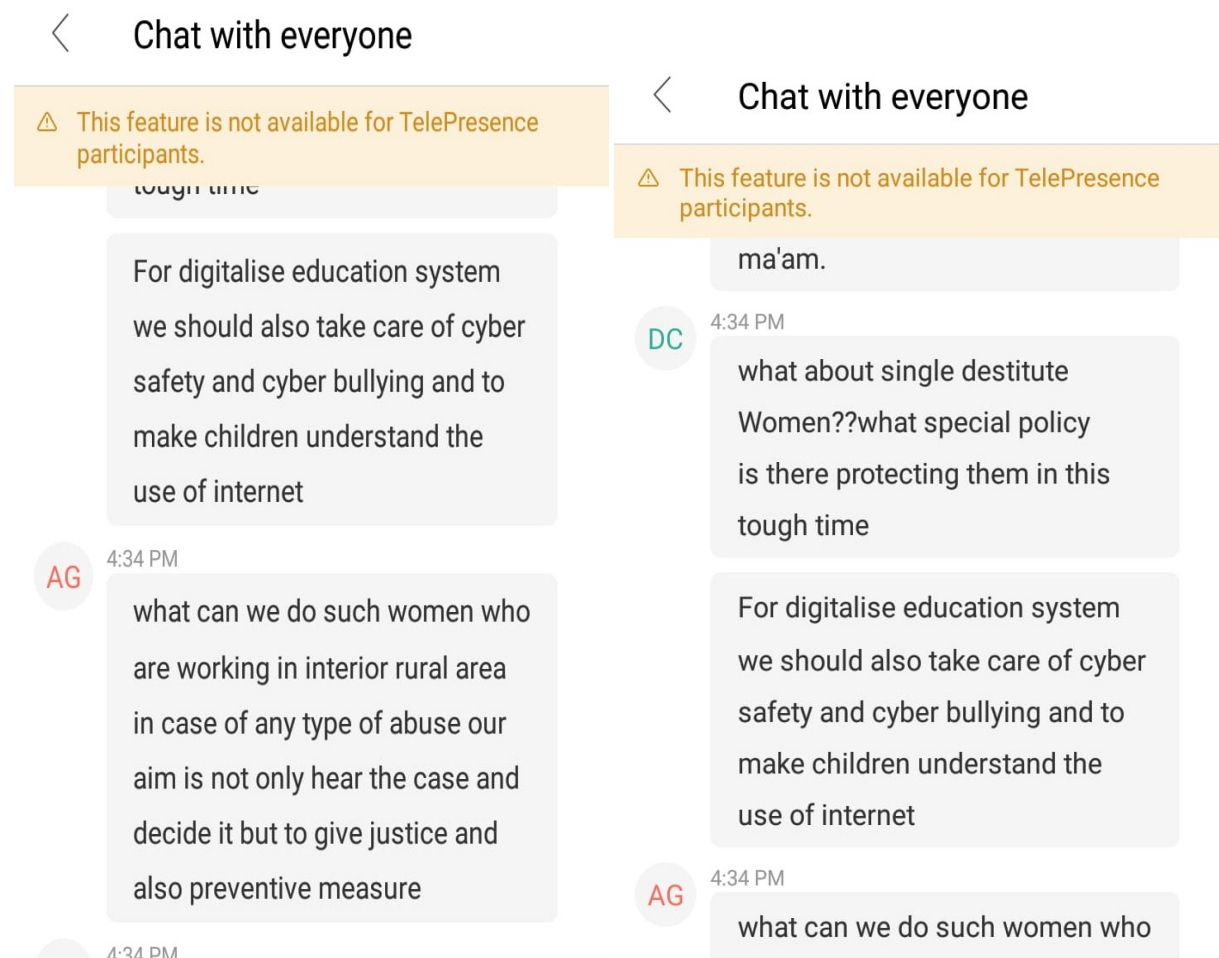 Chat with everyone
This feature is not available for TelePresence
participants.
tough time
For digitalise education system
we should also take care of cyber
safety and cyber bullying and to
make children understand the
use of internet
4:34 PM
AG
what can we do such women who
are working in interior rural area
in case of any type of abuse our
aim is not only hear the case and
decide it but to give justice and
also preventive measure
4:34 PM
Chat with everyone
This feature is not available for TelePresence
participants.
ma'am.
4:34 PM
DC
what about single destitute
Women??what special policy
is there protecting them in this
tough time
For digitalise education system
we should also take care of cyber
safety and cyber bullying and to
make children understand the
use of internet
4:34 PM
AG
what can we do such women who